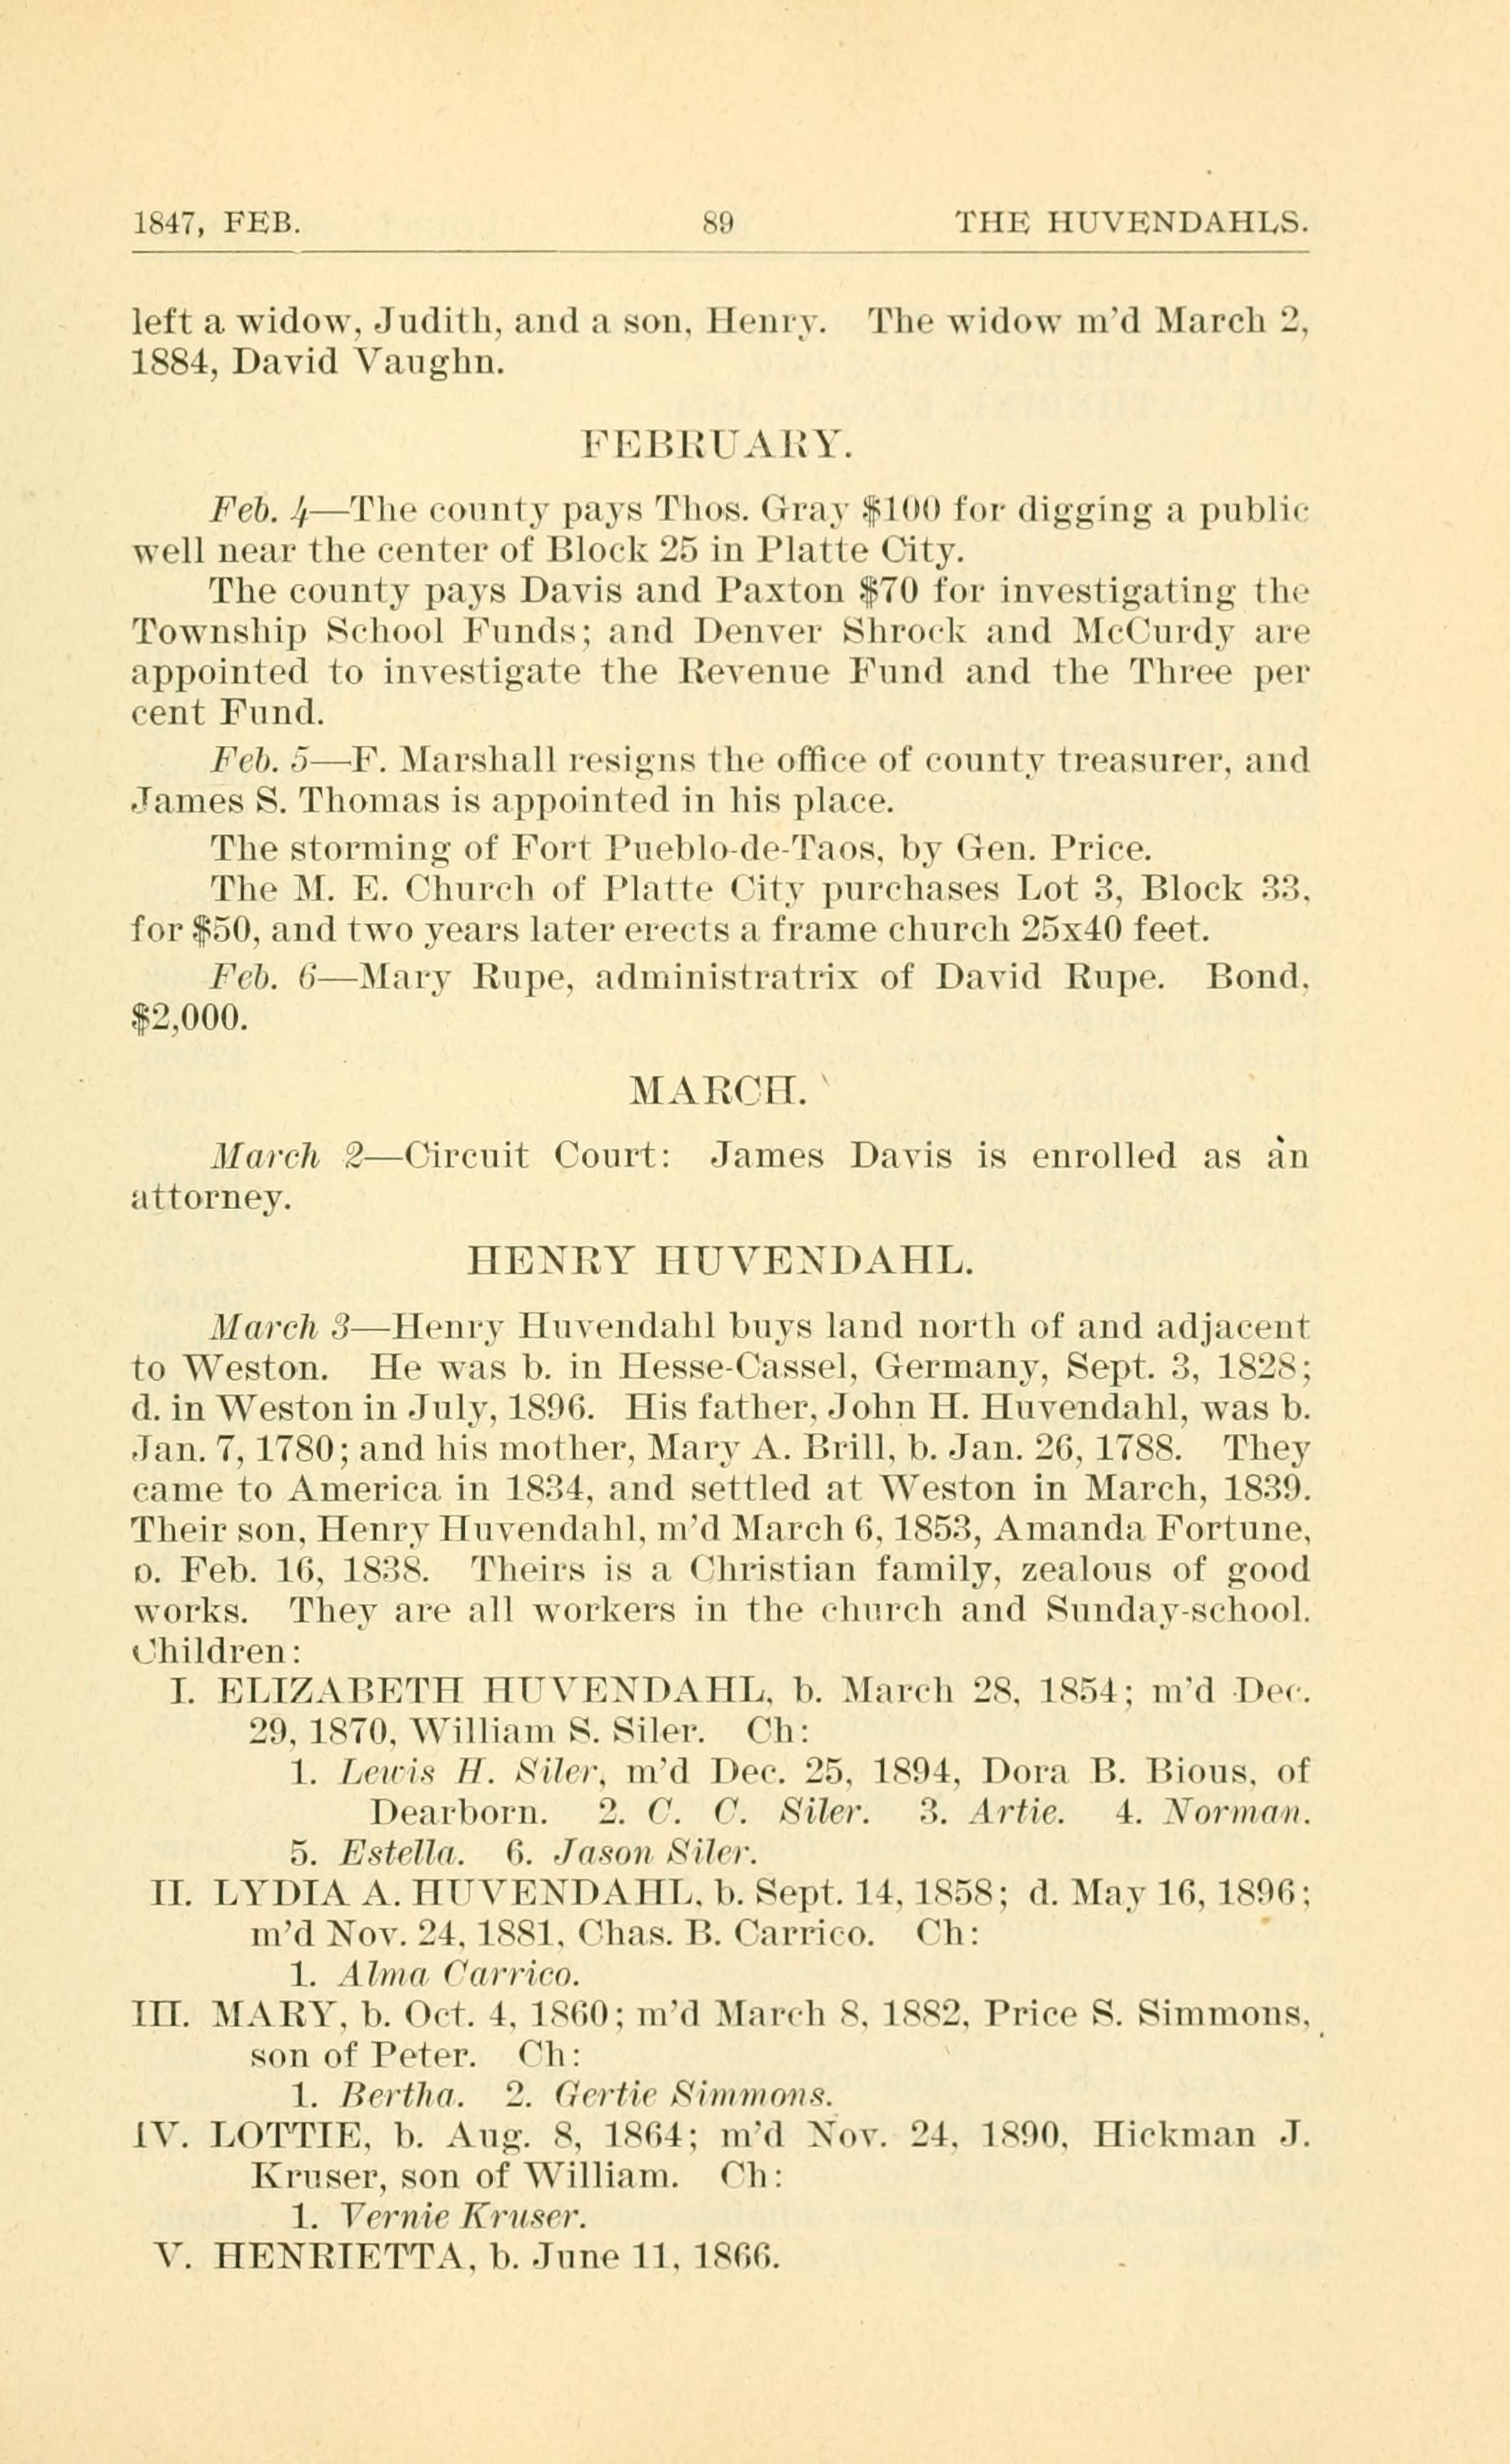 1847, FEB. 89 THE HUVENDAHLS.
left a widow, Judith, and a son, Henry. The widow m'd March 2,
1884, David Vaughn.
FEBRUARY.
Feb. 4—The county pays Thos. Gray $100 for digging a public
well near the center of Block 25 in Platte City.
The county pays Davis and Paxton $70 for investigating the
Township School Funds; and Denver Shrock and McCurdy are
appointed to investigate the Revenue Fund and the Three per
cent Fund.
Feb. 5—F. Marshall resigns the office of county treasurer, and
James S. Thomas is appointed in his place.
The storming of Fort Pueblo-de-Taos, by Gen. Price.
The M. E. Church of Platte City purchases Lot 3, Block 33,
for $50, and two years later erects a frame church 25x40 feet.
Feb. 6—Mary Rupe, administratrix of David Rupe. Bond,
$2,000.
MARCH.
March 2—Circuit Court: James Davis is enrolled as an
attorney.
HENRY HUVENDAHL.
March 3—Henry Huvendahl buys land north of and adjacent
to Weston. He was b. in Hesse-Cassel, Germany, Sept. 3, 1828;
d. in Weston in July, 1896. His father, John H. Huvendahl, was b.
Jan. 7, 1780; and his mother, Mary A. Brill, b. Jan. 26, 1788. They
came to America in 1834, and settled at Weston in March, 1839.
Their son, Henry Huvendahl, m'd March 6, 1853, Amanda Fortune,
b. Feb. 16, 1838. Theirs is a Christian family, zealous of good
works. They are all workers in the church and Sunday-school.
Children:
I. ELIZABETH HUVENDAHL, b. March 28, 1854; m'd Dec.
29, 1870, William S. Siler. Ch:
1. Lewis H. Siler, m'd Dec. 25, 1894, Dora B. Bious, of
Dearborn. 2. C. C. Siler. 3. Artie. 4. Norman.
5. Estella. 6. Jason Siler.
II. LYDIA A. HUVENDAHL, b. Sept. 14, 1858; d. May 16, 1896;
m'd Nov. 24, 1881, Chas. B. Carrico. Ch:
1. Alma Carrico.
III. MARY, b. Oct. 4, 1860; m'd March 8, 1882, Price S. Simmons,
son of Peter. Ch:
1. Bertha. 2. Gertie Simmons.
IV. LOTTIE, b. Aug. 8, 1864; m'd Nov. 24, 1890, Hickman J.
Kruser, son of William. Ch:
1. Vernie Kruser.
V. HENRIETTA, b. June 11, 1866.